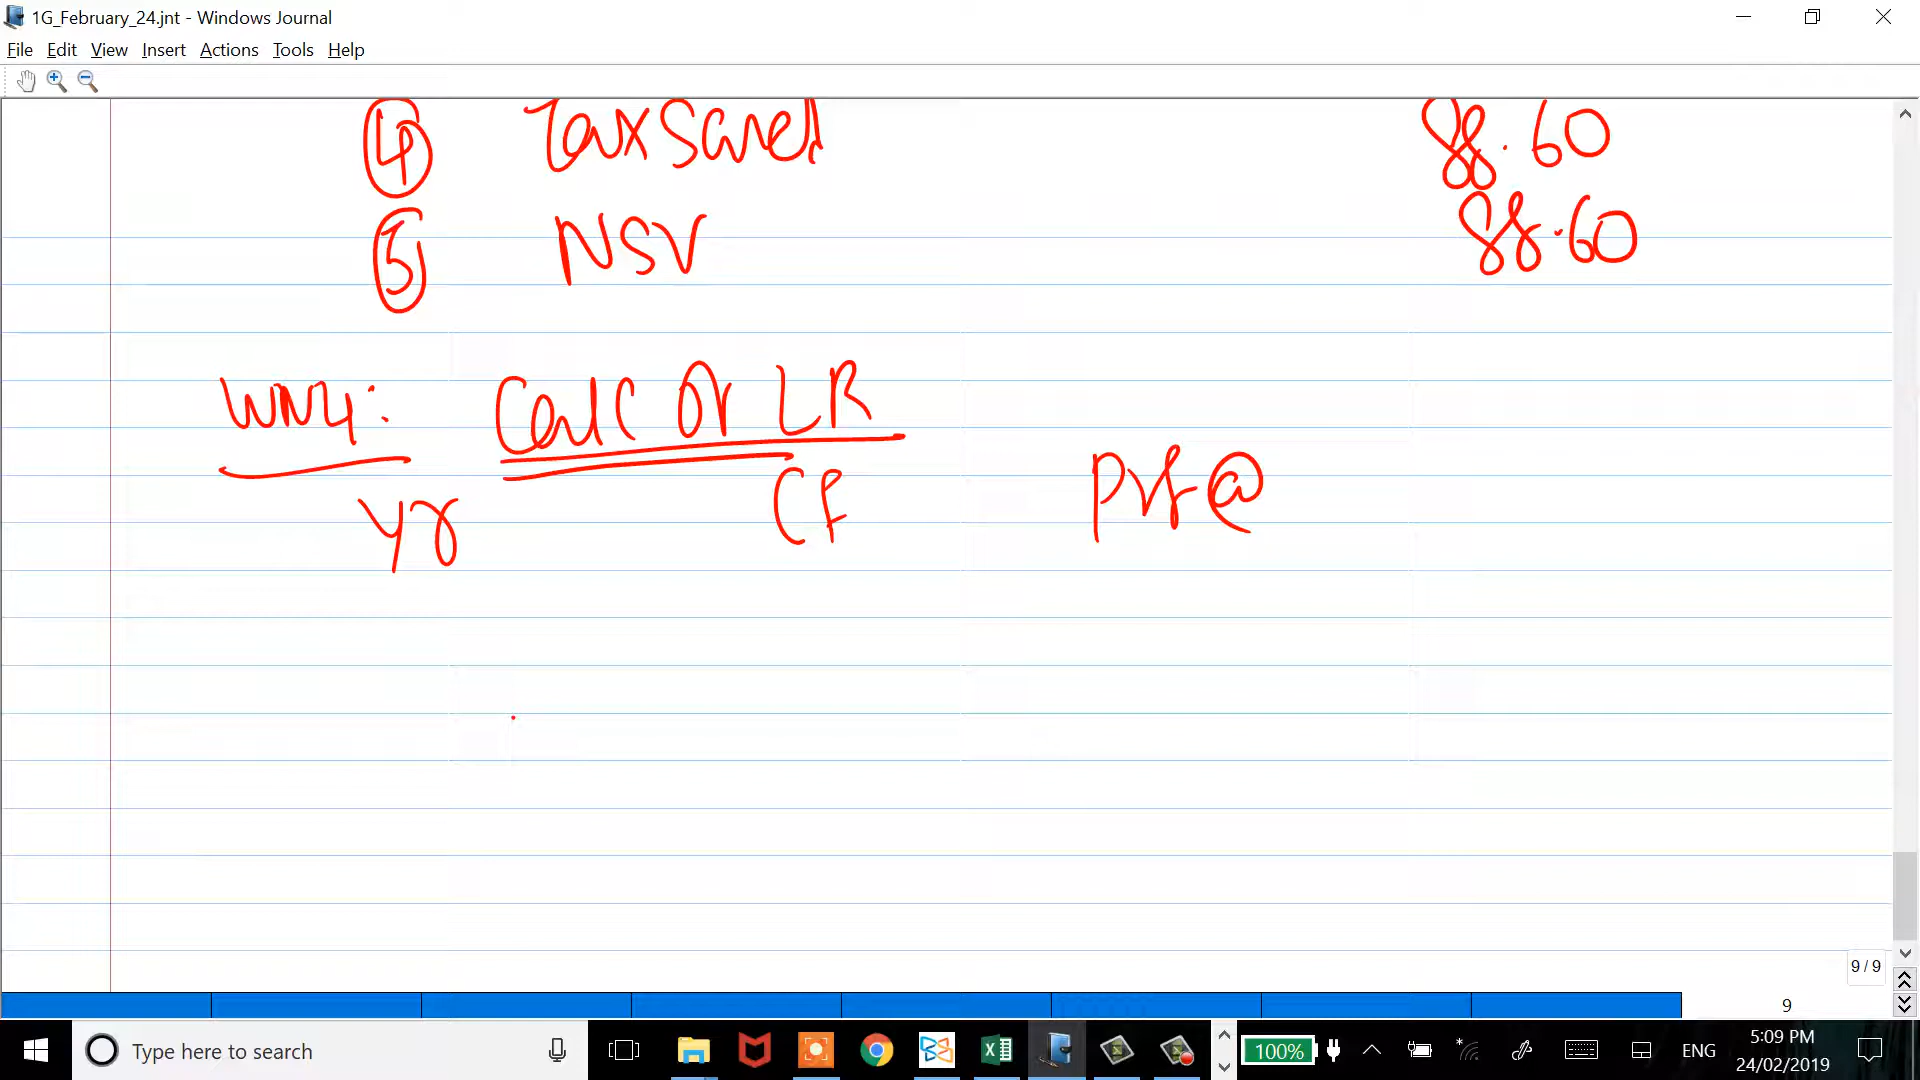 1G_February_24.jnt - Windows Journal
File Edit View Insert Actions Tools Help
4 Tax Saved 88.60
5 NSV 88.60
WN4: Calc of LR
Yr CF Pvf@
9 / 9
9
Type here to search
100%
ENG
5:09 PM
24/02/2019